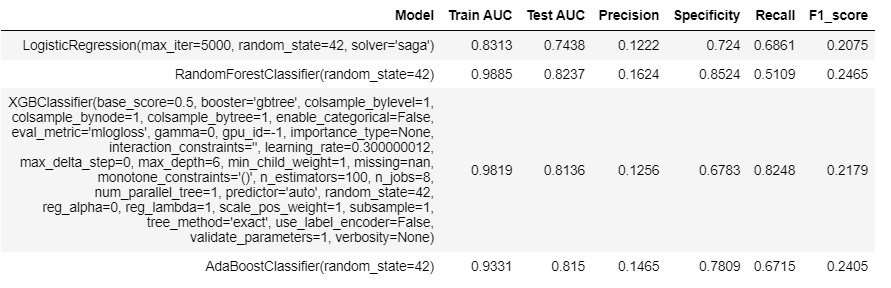 Model Train AUC Test AUC Precision Specificity Recall F1_score
LogisticRegression(max_iter=5000, random_state=42, solver='saga') 0.8313 0.7438 0.1222 0.724 0.6861 0.2075
RandomForestClassifier(random_state=42) 0.9885 0.8237 0.1624 0.8524 0.5109 0.2465
XGBClassifier(base_score=0.5, booster='gbtree', colsample_bylevel=1,
colsample_bynode=1, colsample_bytree=1, enable_categorical=False,
eval_metric='mlogloss', gamma=0, gpu_id=-1, importance_type=None,
interaction_constraints='', learning_rate=0.300000012,
max_delta_step=0, max_depth=6, min_child_weight=1, missing=nan,
monotone_constraints='()', n_estimators=100, n_jobs=8, 0.9819 0.8136 0.1256 0.6783 0.8248 0.2179
num_parallel_tree=1, predictor='auto', random_state=42,
reg_alpha=0, reg_lambda=1, scale_pos_weight=1, subsample=1,
tree_method='exact', use_label_encoder=False,
validate_parameters=1, verbosity=None)
AdaBoostClassifier(random_state=42) 0.9331 0.815 0.1465 0.7809 0.6715 0.2405